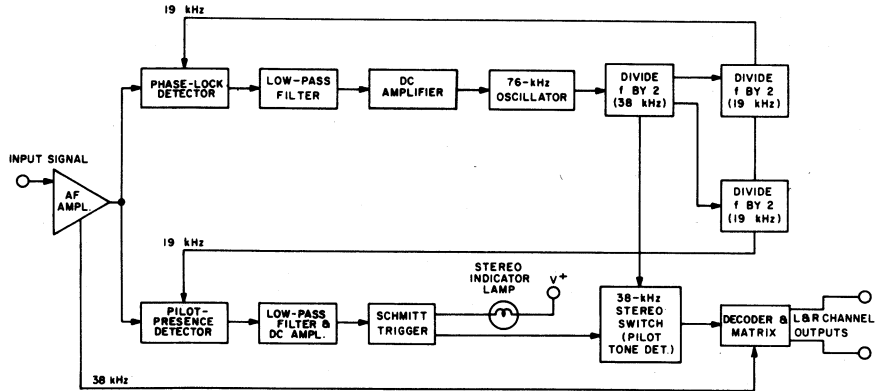 19 kHz
PHASE-LOCK
DETECTOR
LOW-PASS
FILTER
DC
AMPLIFIER
76-kHz
OSCILLATOR
DIVIDE
f BY 2
(38 kHz)
DIVIDE
f BY 2
(19 kHz)
INPUT SIGNAL
AF
AMPL.
DIVIDE
f BY 2
(19 kHz)
19 kHz
PILOT-
PRESENCE
DETECTOR
LOW-PASS
FILTER &
DC AMPL.
SCHMITT
TRIGGER
STEREO
INDICATOR
LAMP
V+
38-kHz
STEREO
SWITCH
(PILOT
TONE DET.)
DECODER &
MATRIX
L&R CHANNEL
OUTPUTS
38 kHz